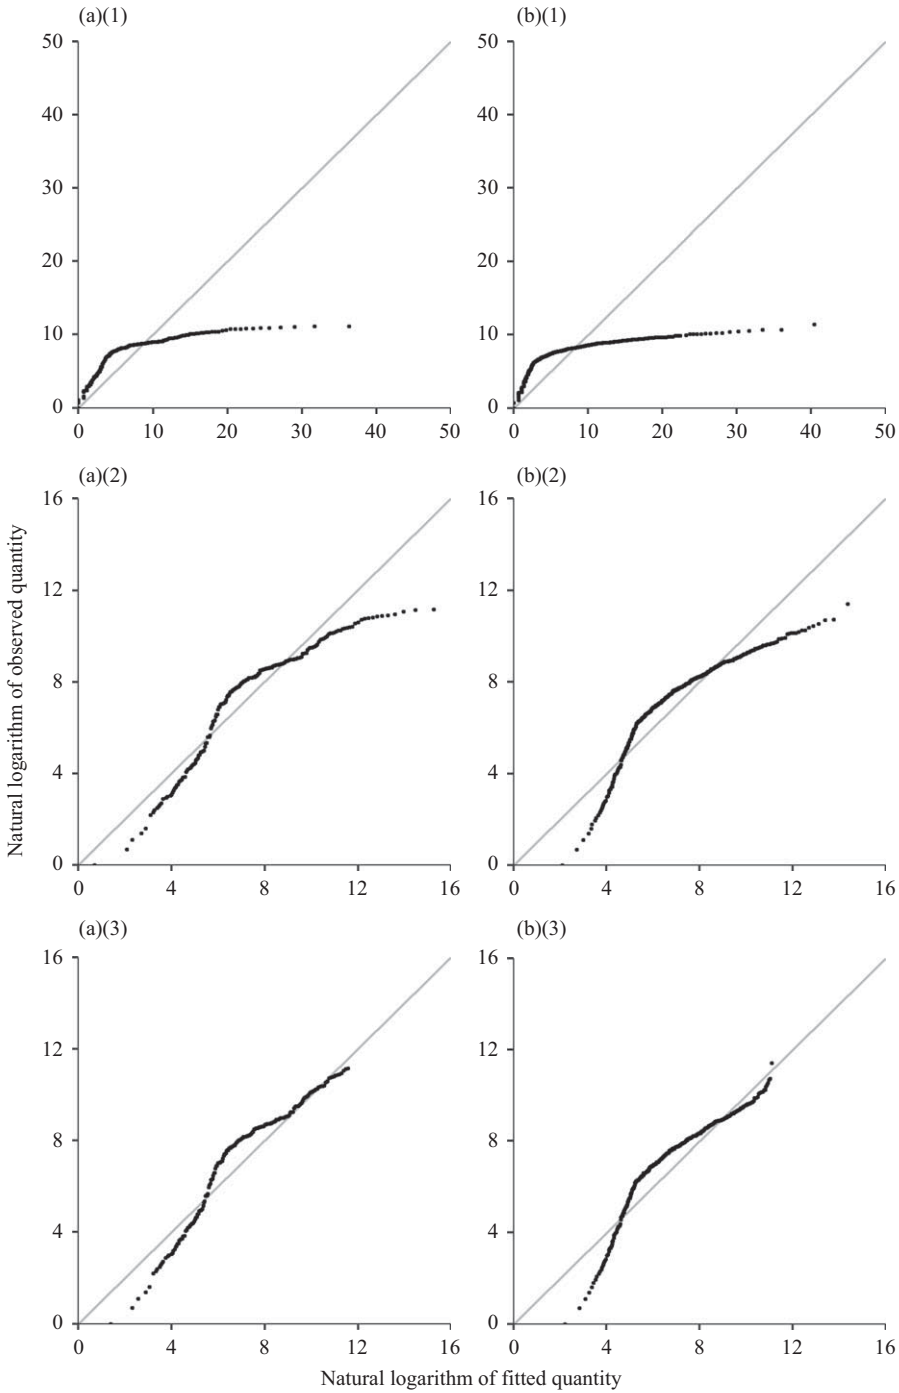 (a)(1)
(b)(1)
50
40
30
20
10
0
0 10 20 30 40 50
50
40
30
20
10
0
0 10 20 30 40 50
(a)(2)
(b)(2)
16
12
8
4
0
0 4 8 12 16
16
12
8
4
0
0 4 8 12 16
(a)(3)
(b)(3)
16
12
8
4
0
0 4 8 12 16
16
12
8
4
0
0 4 8 12 16
Natural logarithm of observed quantity
Natural logarithm of fitted quantity